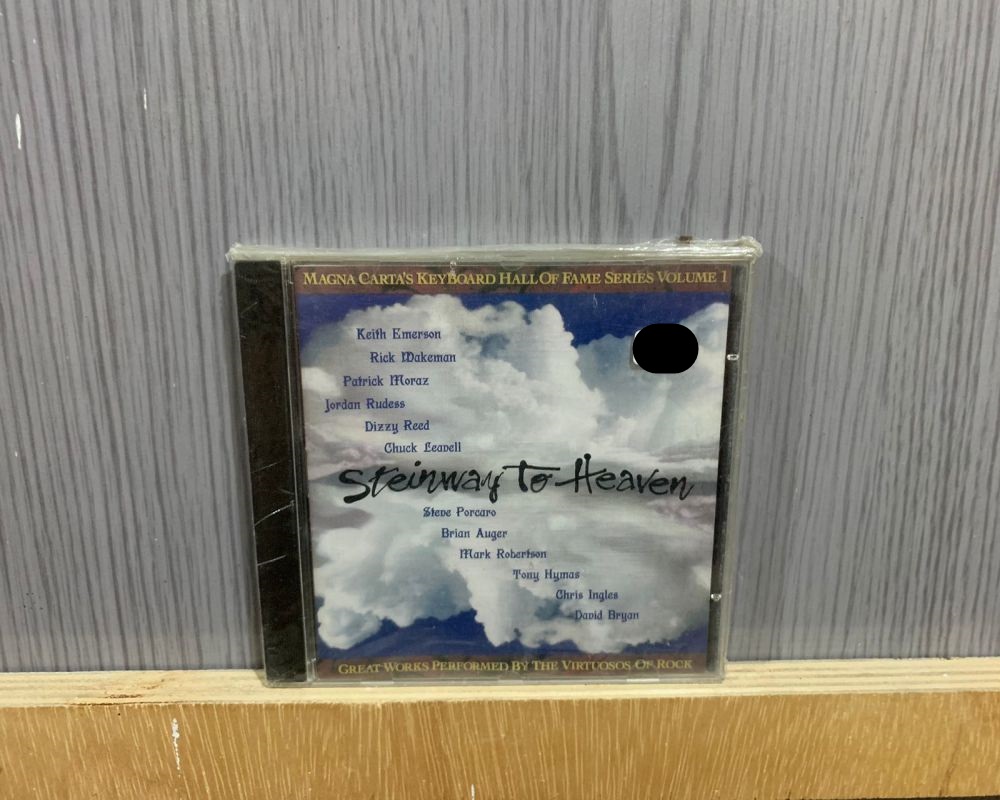 MAGNA CARTA'S KEYBOARD HALL OF FAME SERIES VOLUME 1
Keith Emerson
Rick Wakeman
Patrick Moraz
Jordan Rudess
Dizzy Reed
Chuck Leavell
Steinway To Heaven
Steve Porcaro
Brian Auger
Mark Robertson
Tony Hymas
Chris Ingles
David Bryan
GREAT WORKS PERFORMED BY THE VIRTUOSOS OF ROCK